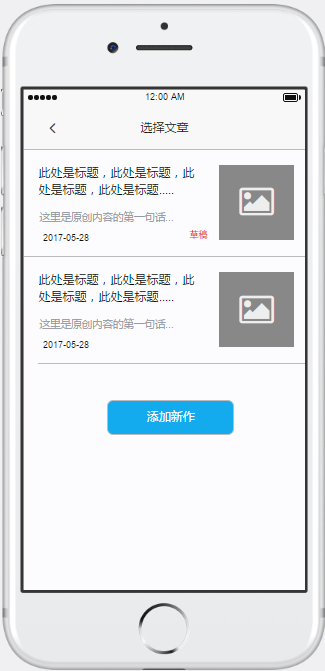 12:00 AM
选择文章
此处是标题，此处是标题，此
处是标题，此处是标题.....
这里是原创内容的第一句话...
2017-05-28
草稿
此处是标题，此处是标题，此
处是标题，此处是标题.....
这里是原创内容的第一句话...
2017-05-28
添加新作